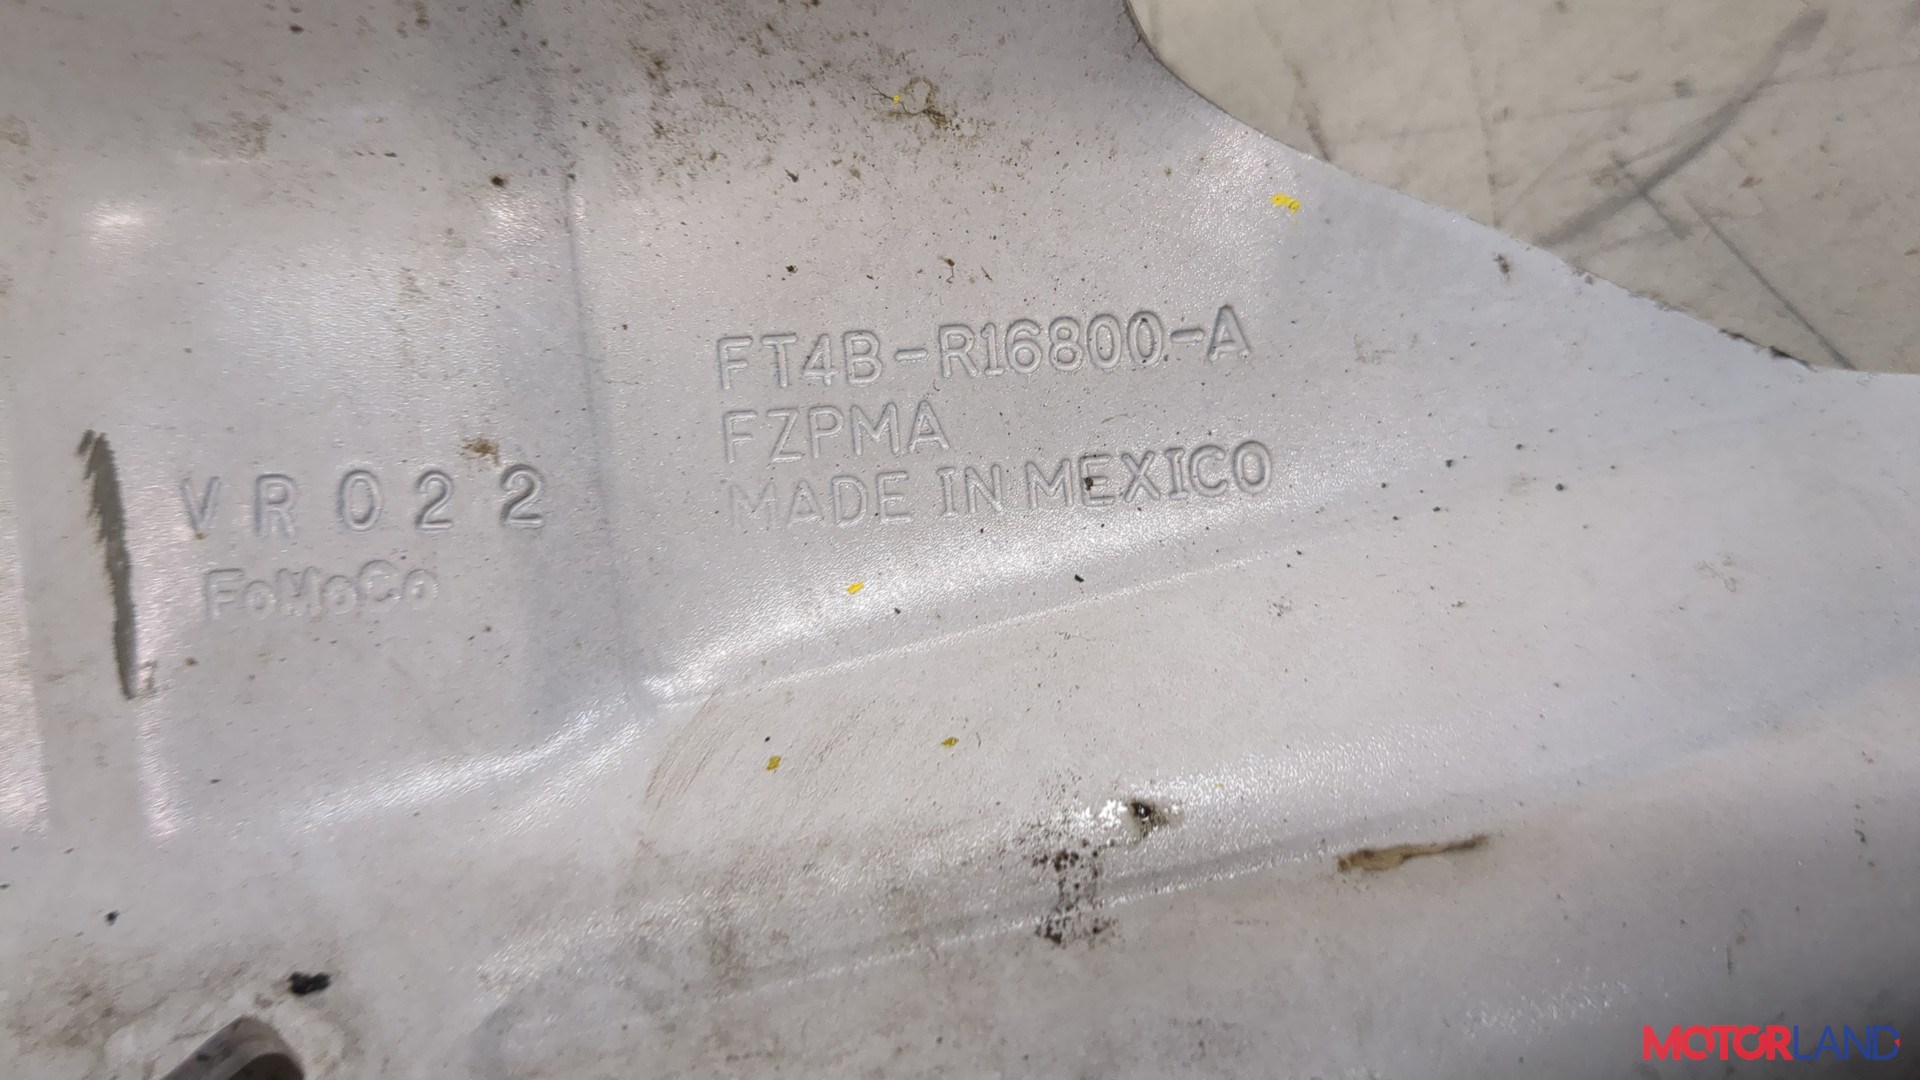 FT4B-R16800-A
FZPMA
MADE IN MEXICO
VR022
FoMoCo
MOTORLAND